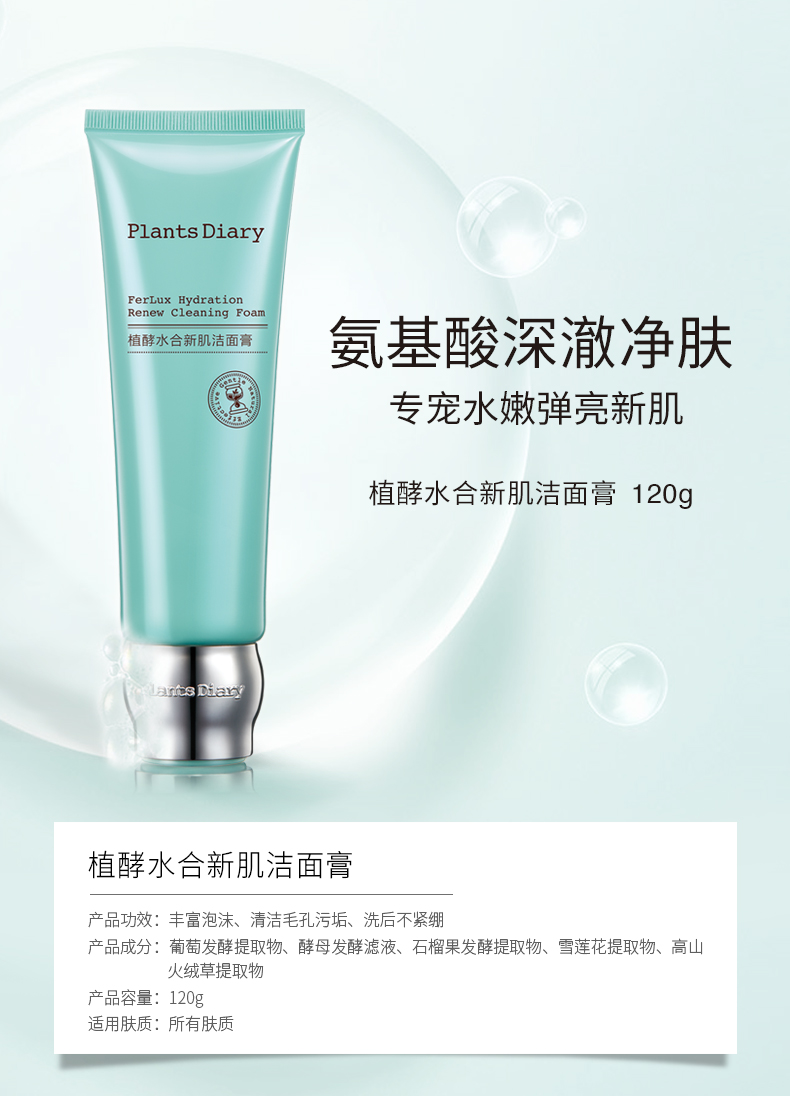 Plants Diary
FerLux Hydration
Renew Cleaning Foam
植酵水合新肌洁面膏
Gentle Natural Effective
Plants Diary
氨基酸深澈净肤
专宠水嫩弹亮新肌
植酵水合新肌洁面膏 120g
植酵水合新肌洁面膏
产品功效：丰富泡沫、清洁毛孔污垢、洗后不紧绷
产品成分：葡萄发酵提取物、酵母发酵滤液、石榴果发酵提取物、雪莲花提取物、高山
火绒草提取物
产品容量：120g
适用肤质：所有肤质